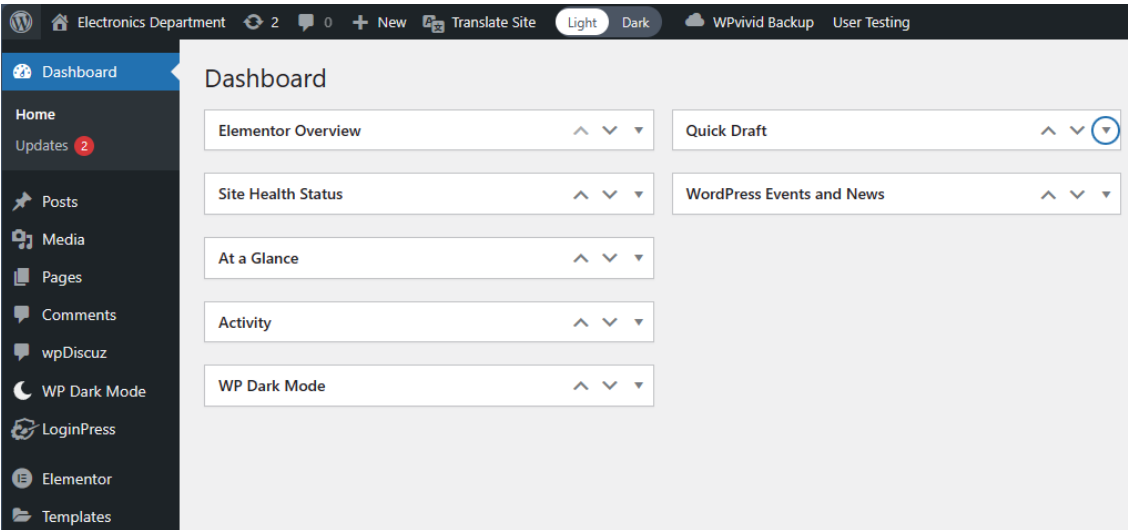 Electronics Department 2 0 New Translate Site Light Dark WPvivid Backup User Testing
Dashboard
Home
Updates 2
Posts
Media
Pages
Comments
wpDiscuz
WP Dark Mode
LoginPress
Elementor
Templates
Dashboard
Elementor Overview
Site Health Status
At a Glance
Activity
WP Dark Mode
Quick Draft
WordPress Events and News